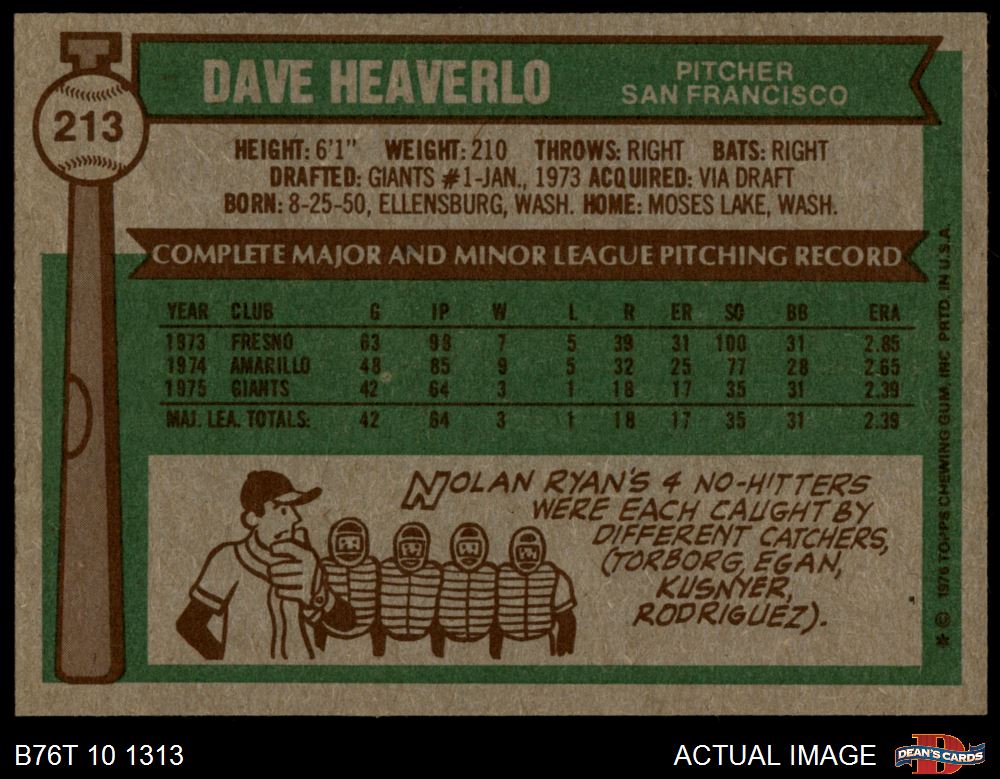 213
DAVE HEAVERLO
PITCHER
SAN FRANCISCO
HEIGHT: 6'1" WEIGHT: 210 THROWS: RIGHT BATS: RIGHT
DRAFTED: GIANTS #1-JAN., 1973 ACQUIRED: VIA DRAFT
BORN: 8-25-50, ELLENSBURG, WASH. HOME: MOSES LAKE, WASH.
COMPLETE MAJOR AND MINOR LEAGUE PITCHING RECORD
YEAR CLUB G IP W L R ER SO BB ERA
1973 FRESNO 63 98 7 5 39 31 100 31 2.85
1974 AMARILLO 48 85 9 5 32 25 77 28 2.65
1975 GIANTS 42 64 3 1 18 17 35 31 2.39
MAJ. LEA. TOTALS: 42 64 3 1 18 17 35 31 2.39
NOLAN RYAN'S 4 NO-HITTERS
WERE EACH CAUGHT BY
DIFFERENT CATCHERS,
(TORBORG, EGAN,
KUSNYER,
RODRIGUEZ).
* © 1976 TOPPS CHEWING GUM, INC. PRTD. IN U.S.A.
B76T 10 1313
ACTUAL IMAGE
DEAN'S CARDS